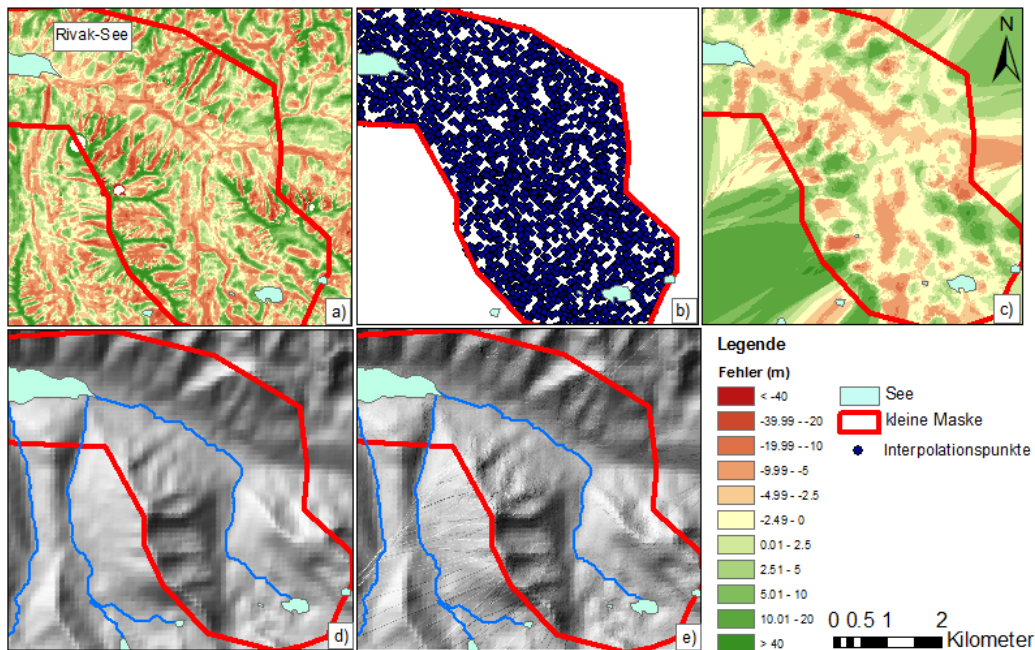 Rivak-See
a)
b)
N
c)
d)
e)
Legende
Fehler (m)
< -40
-39.99 - -20
-19.99 - -10
-9.99 - -5
-4.99 - -2.5
-2.49 - 0
0.01 - 2.5
2.51 - 5
5.01 - 10
10.01 - 20
> 40
See
kleine Maske
Interpolationspunkte
0 0.5 1 2
Kilometer